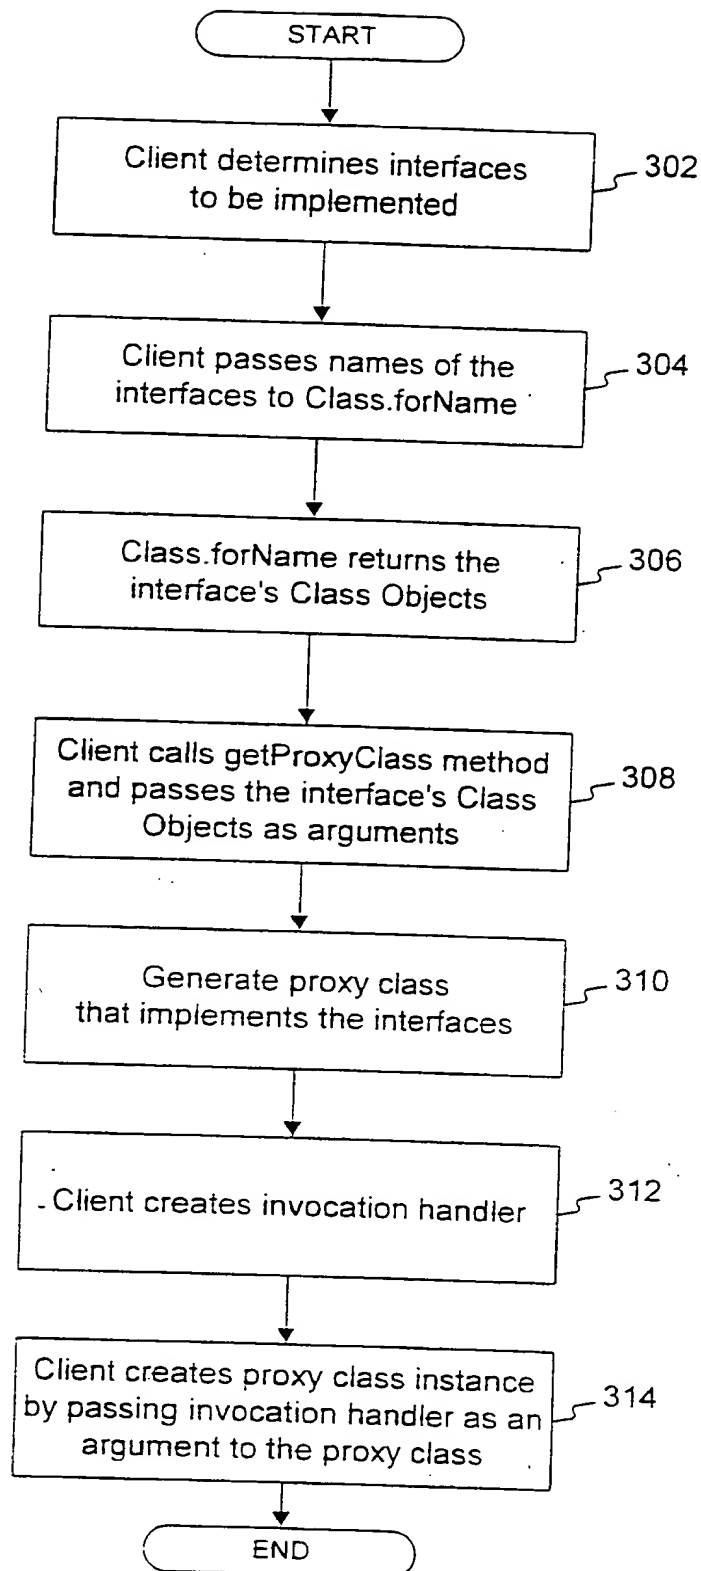 START
Client determines interfaces
to be implemented
302
Client passes names of the
interfaces to Class.forName
304
Class.forName returns the
interface's Class Objects
306
Client calls getProxyClass method
and passes the interface's Class
Objects as arguments
308
Generate proxy class
that implements the interfaces
310
Client creates invocation handler
312
Client creates proxy class instance
by passing invocation handler as an
argument to the proxy class
314
END